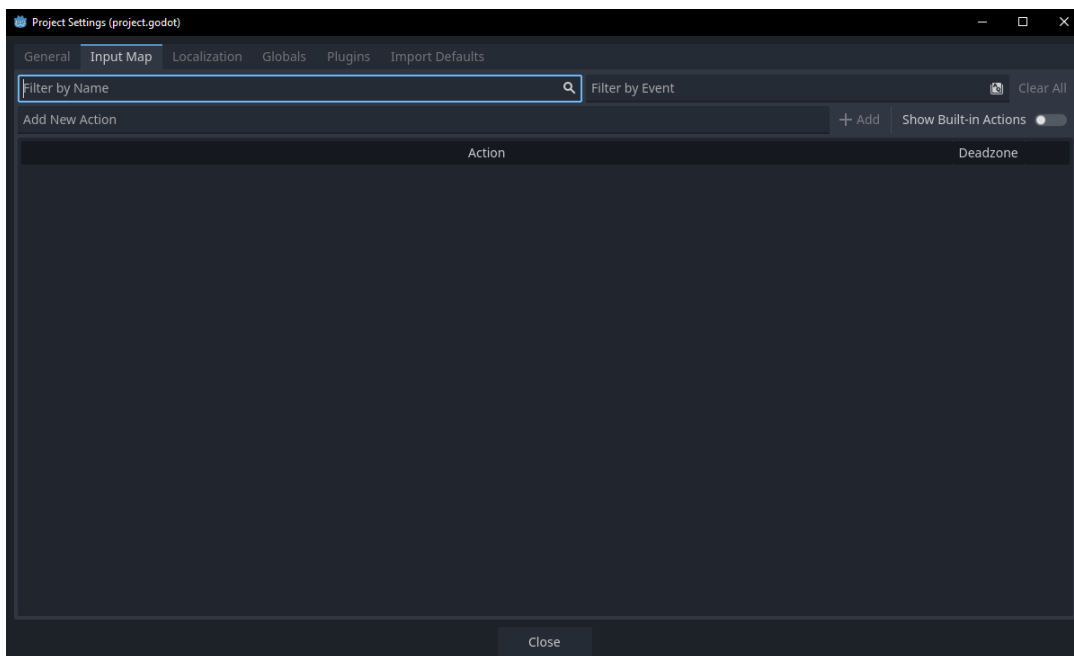 Project Settings (project.godot)
General Input Map Localization Globals Plugins Import Defaults
Filter by Name Filter by Event Clear All
Add New Action + Add Show Built-in Actions
Action Deadzone
Close